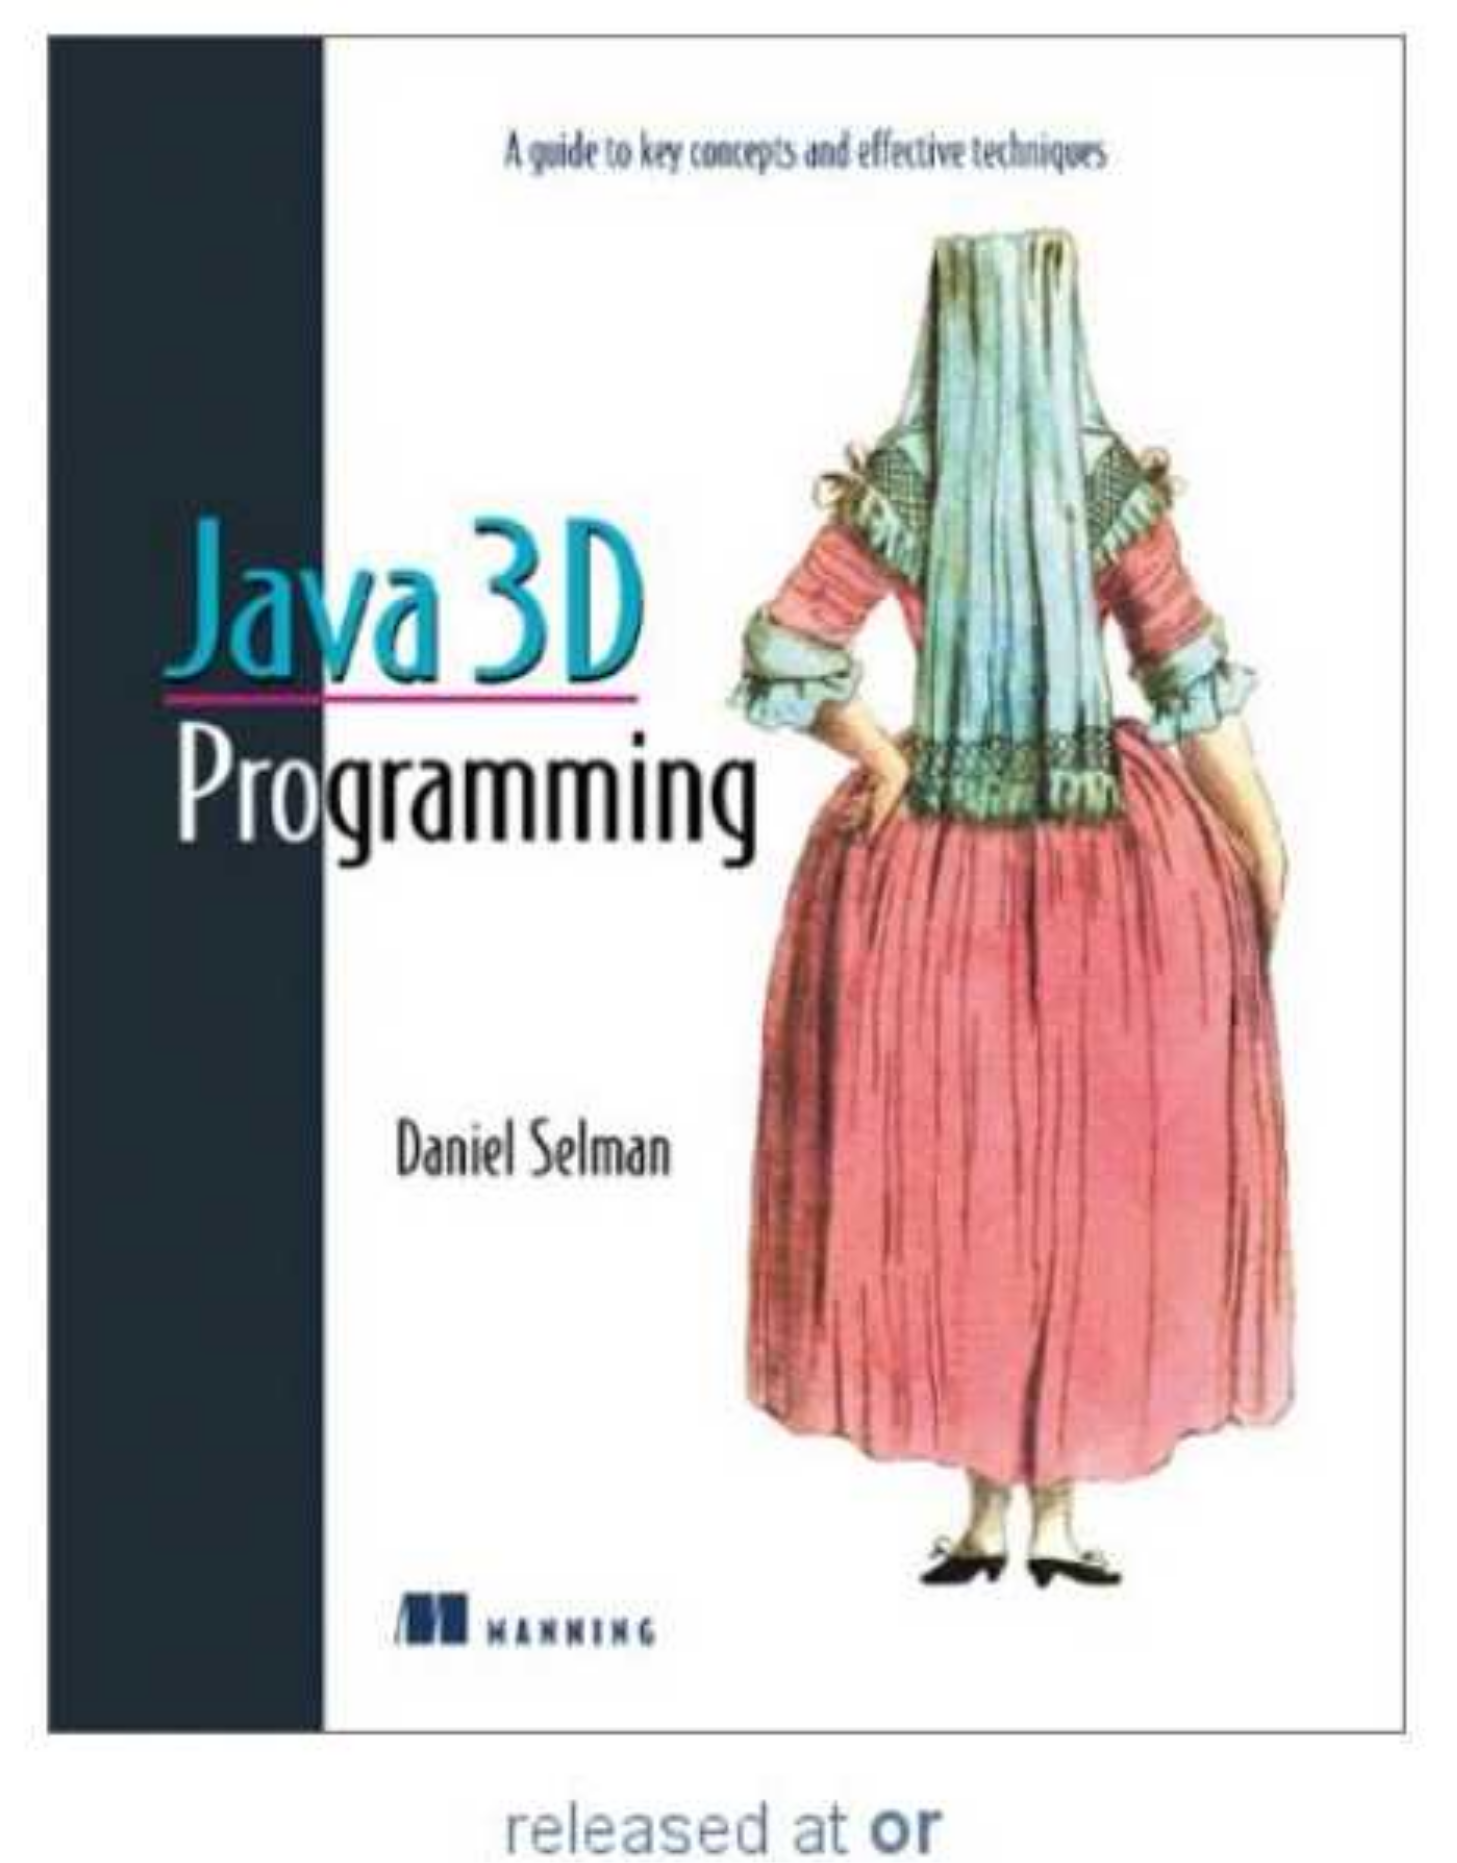 A guide to key concepts and effective techniques
Java 3D
Programming
Daniel Selman
MANNING
released at or